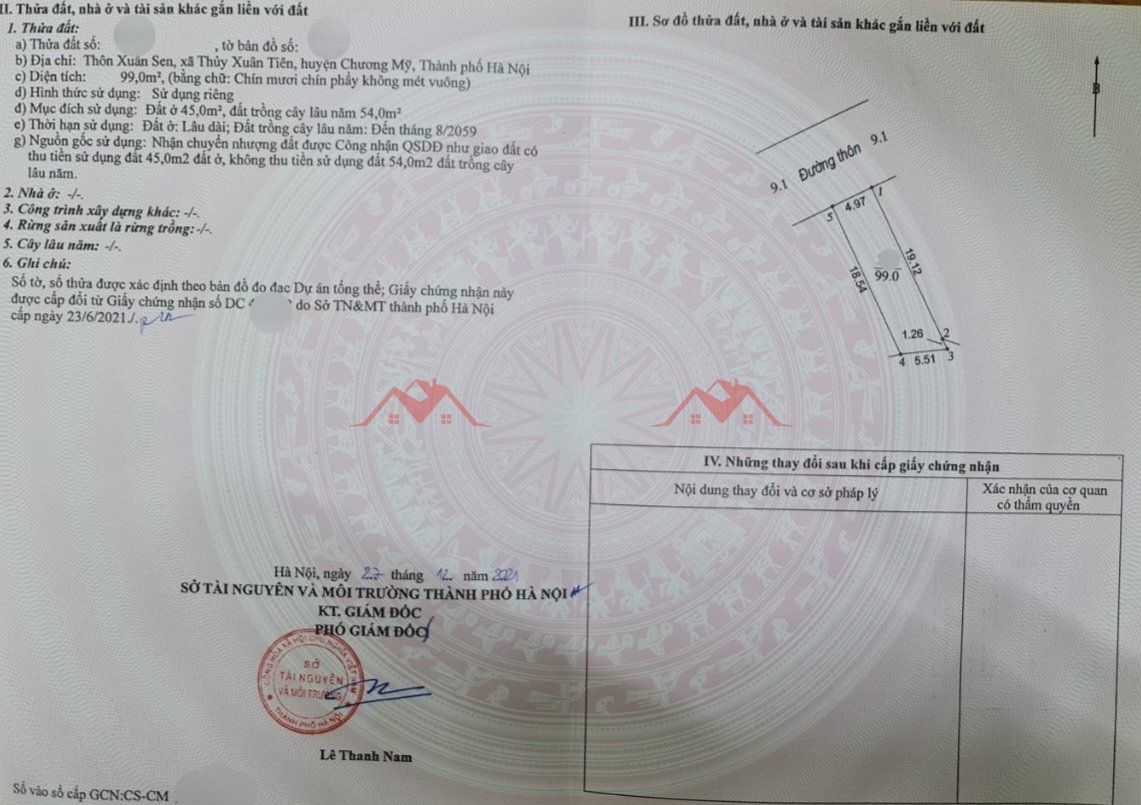 II. Thửa đất, nhà ở và tài sản khác gắn liền với đất
1. Thửa đất:
a) Thửa đất số: , tờ bản đồ số:
b) Địa chỉ: Thôn Xuân Sen, xã Thủy Xuân Tiên, huyện Chương Mỹ, Thành phố Hà Nội
c) Diện tích: 99,0m², (bằng chữ: Chín mươi chín phẩy không mét vuông)
d) Hình thức sử dụng: Sử dụng riêng
đ) Mục đích sử dụng: Đất ở 45,0m², đất trồng cây lâu năm 54,0m²
e) Thời hạn sử dụng: Đất ở: Lâu dài; Đất trồng cây lâu năm: Đến tháng 8/2059
g) Nguồn gốc sử dụng: Nhận chuyển nhượng đất được Công nhận QSDĐ như giao đất có
thu tiền sử dụng đất 45,0m2 đất ở, không thu tiền sử dụng đất 54,0m2 đất trồng cây
lâu năm.
2. Nhà ở: -/-.
3. Công trình xây dựng khác: -/-.
4. Rừng sản xuất là rừng trồng: -/-.
5. Cây lâu năm: -/-.
6. Ghi chú:
Số tờ, số thửa được xác định theo bản đồ đo đạc Dự án tổng thể; Giấy chứng nhận này
được cấp đổi từ Giấy chứng nhận số DC do Sở TN&MT thành phố Hà Nội
cấp ngày 23/6/2021./.
Hà Nội, ngày 27 tháng 12 năm 2021
SỞ TÀI NGUYÊN VÀ MÔI TRƯỜNG THÀNH PHỐ HÀ NỘI
KT. GIÁM ĐỐC
PHÓ GIÁM ĐỐC
CỘNG HÒA XÃ HỘI CHỦ NGHĨA VIỆT NAM
SỞ
TÀI NGUYÊN
VÀ MÔI TRƯỜNG
THÀNH PHỐ HÀ NỘI
Lê Thanh Nam
Số vào sổ cấp GCN:CS-CM
III. Sơ đồ thửa đất, nhà ở và tài sản khác gắn liền với đất
B
9.1 Đường thôn 9.1
5 4.97 1
18.54 99.0 19.12
1.26 2
4 5.51 3
IV. Những thay đổi sau khi cấp giấy chứng nhận
Nội dung thay đổi và cơ sở pháp lý
Xác nhận của cơ quan
có thẩm quyền